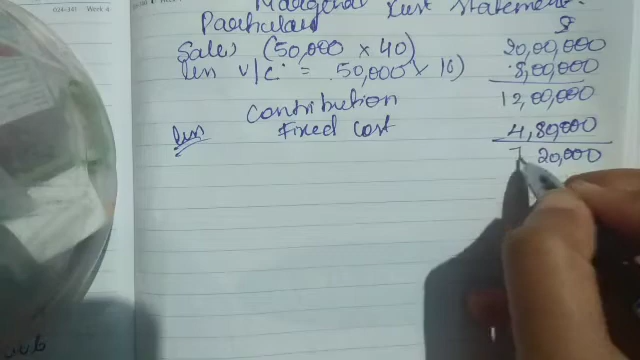 Marginal Cost Statement.
Particulars ₹
Sales (50,000 × 40) 20,00,000
less v/c. = 50,000 × 16) 8,00,000
Contribution 12,00,000
less Fixed cost 4,80,000
7 20,000